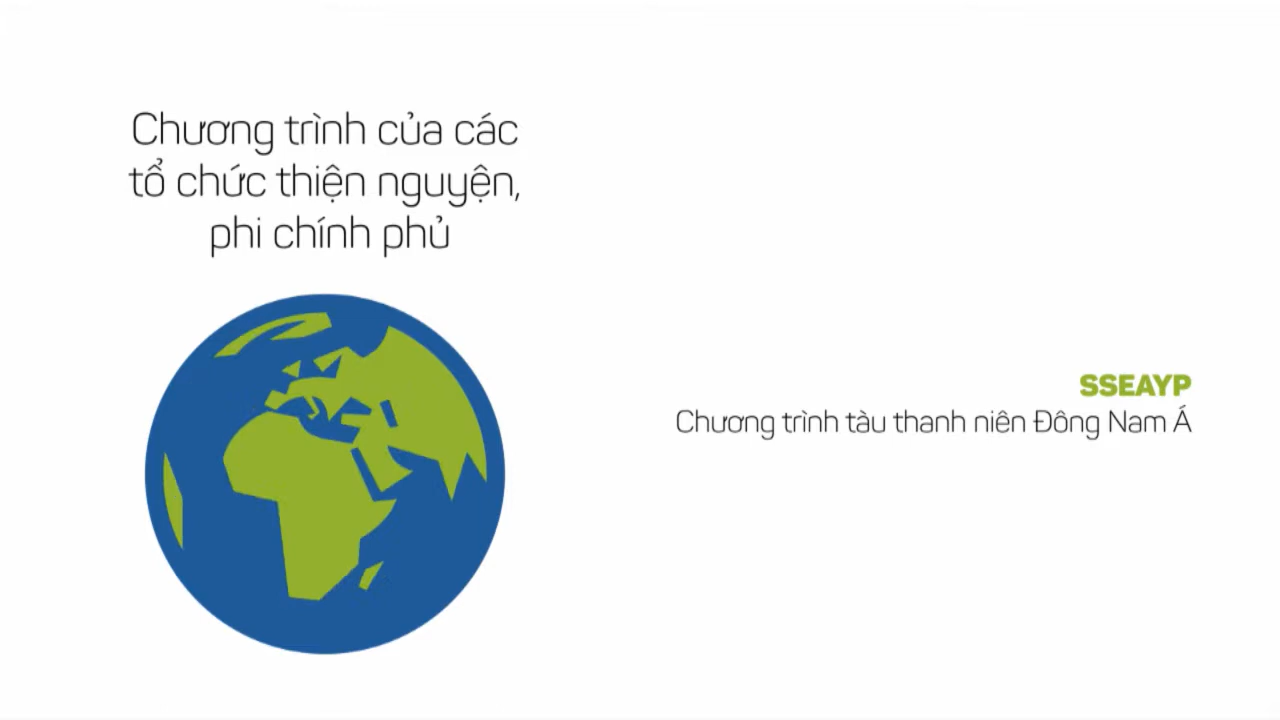 Chương trình của các
tổ chức thiện nguyện,
phi chính phủ
SSEAYP
Chương trình tàu thanh niên Đông Nam Á